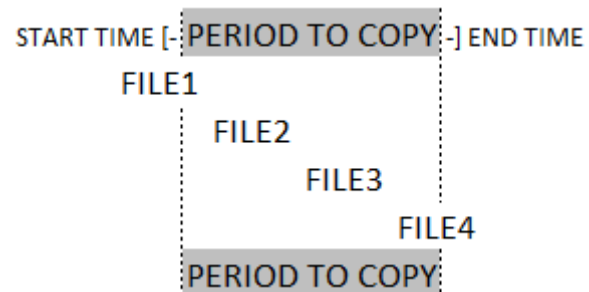 START TIME [- PERIOD TO COPY -] END TIME
FILE1
FILE2
FILE3
FILE4
PERIOD TO COPY